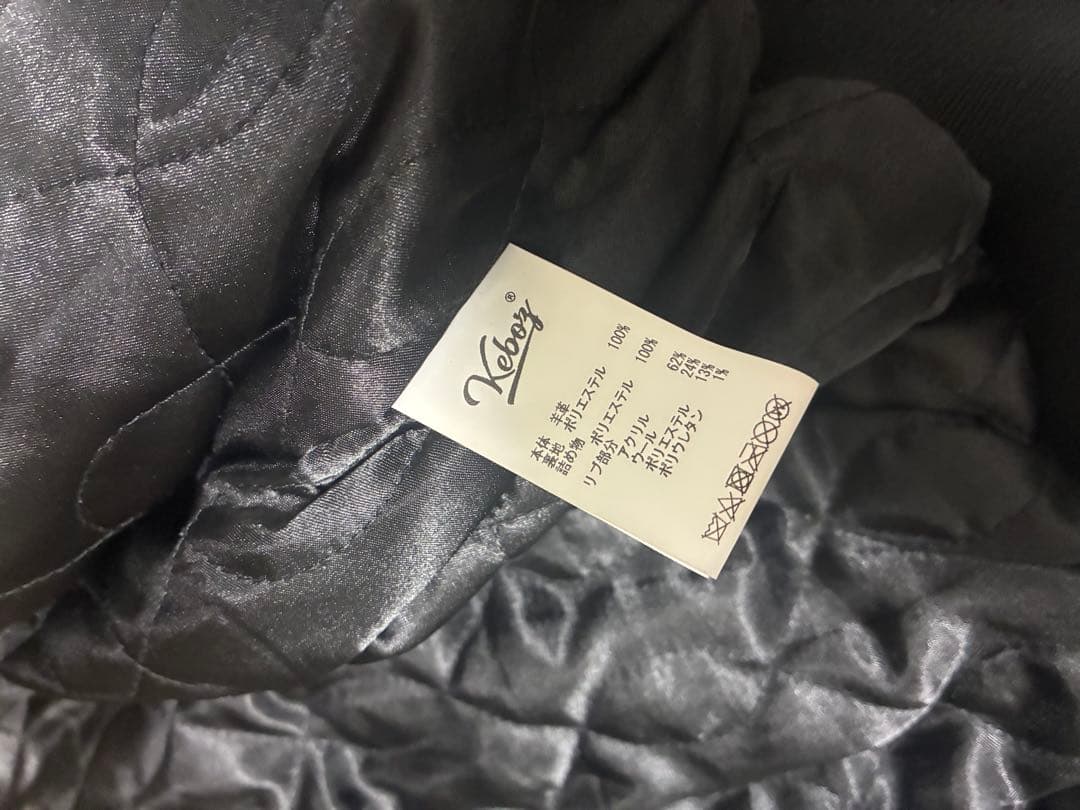 Keboz®
本体 羊革
裏地 ポリエステル 100%
詰め物 ポリエステル 100%
リブ部分 アクリル 62%
ウール 24%
ポリエステル 13%
ポリウレタン 1%